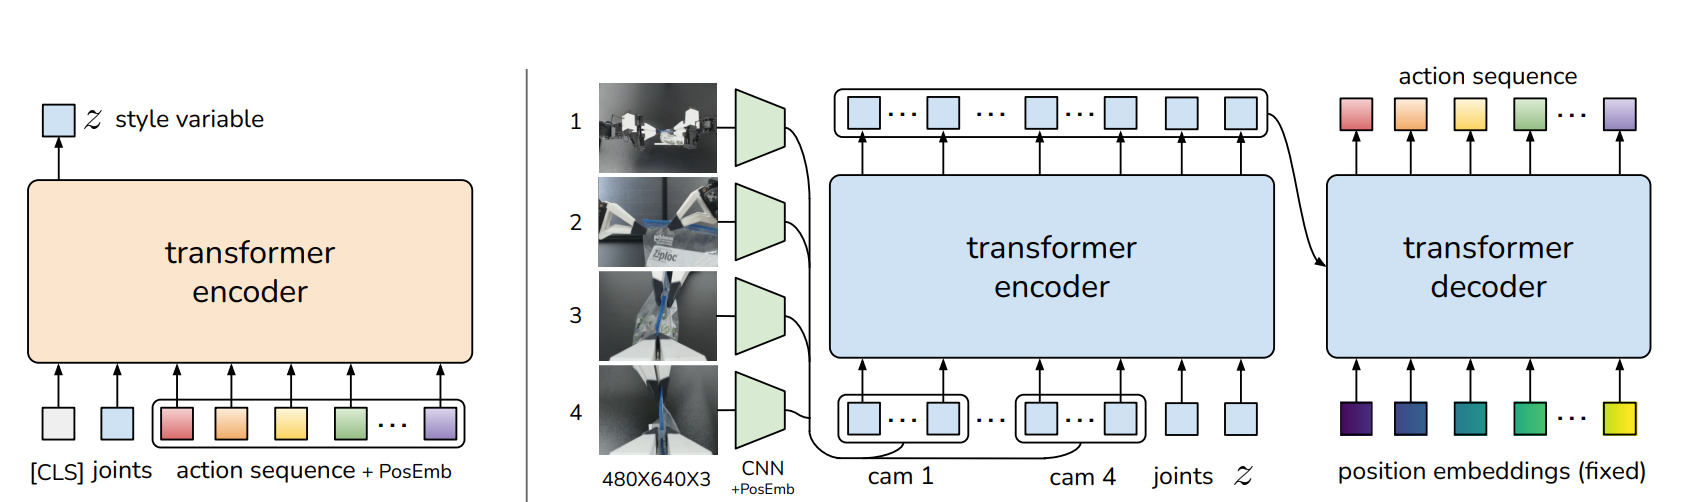 z style variable
transformer
encoder
[CLS] joints action sequence + PosEmb
1
2
3
4
Ziploc
480X640X3
CNN
+PosEmb
transformer
encoder
cam 1
cam 4
joints
z
action sequence
transformer
decoder
position embeddings (fixed)